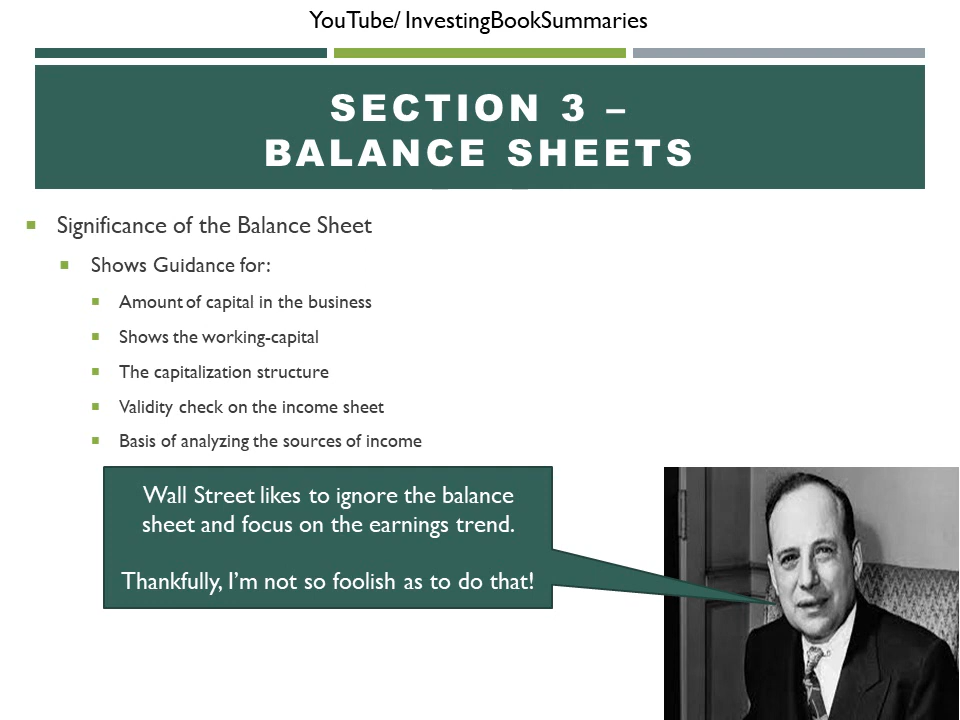 YouTube/ InvestingBookSummaries
SECTION 3 –
BALANCE SHEETS
Significance of the Balance Sheet
Shows Guidance for:
Amount of capital in the business
Shows the working-capital
The capitalization structure
Validity check on the income sheet
Basis of analyzing the sources of income
Wall Street likes to ignore the balance
sheet and focus on the earnings trend.
Thankfully, I'm not so foolish as to do that!